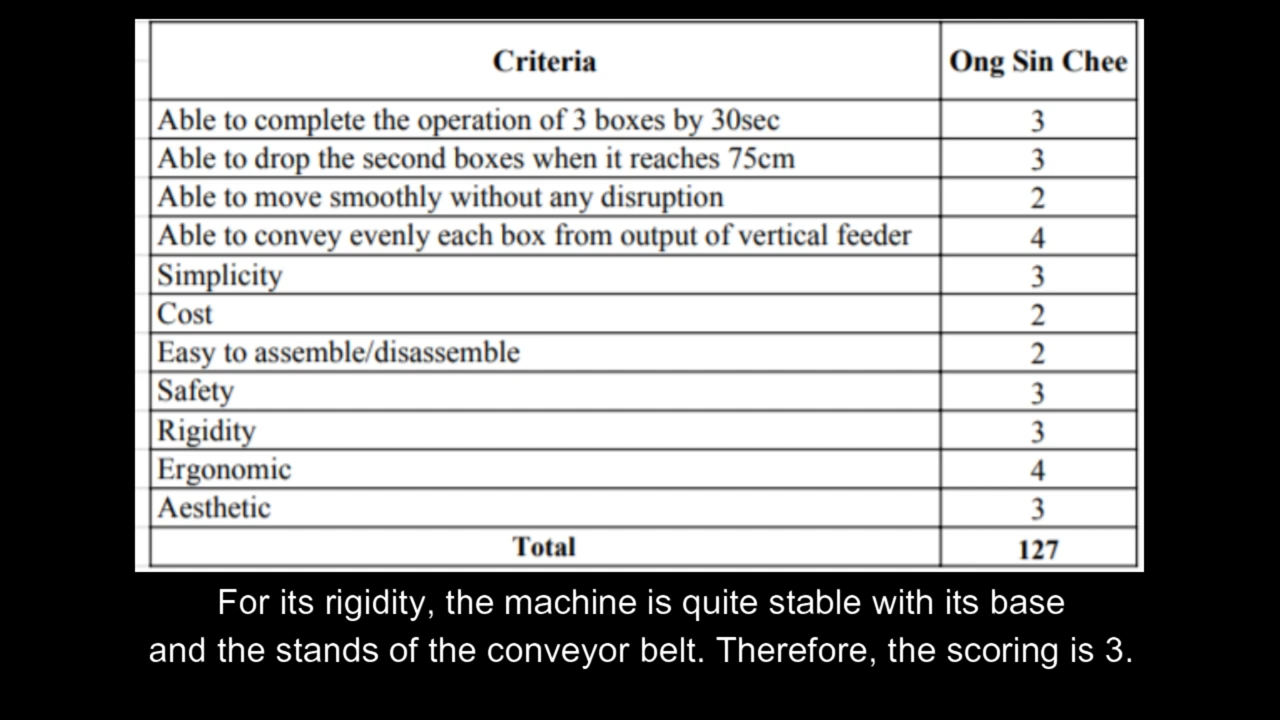 Criteria Ong Sin Chee
Able to complete the operation of 3 boxes by 30sec 3
Able to drop the second boxes when it reaches 75cm 3
Able to move smoothly without any disruption 2
Able to convey evenly each box from output of vertical feeder 4
Simplicity 3
Cost 2
Easy to assemble/disassemble 2
Safety 3
Rigidity 3
Ergonomic 4
Aesthetic 3
Total 127
For its rigidity, the machine is quite stable with its base
and the stands of the conveyor belt. Therefore, the scoring is 3.